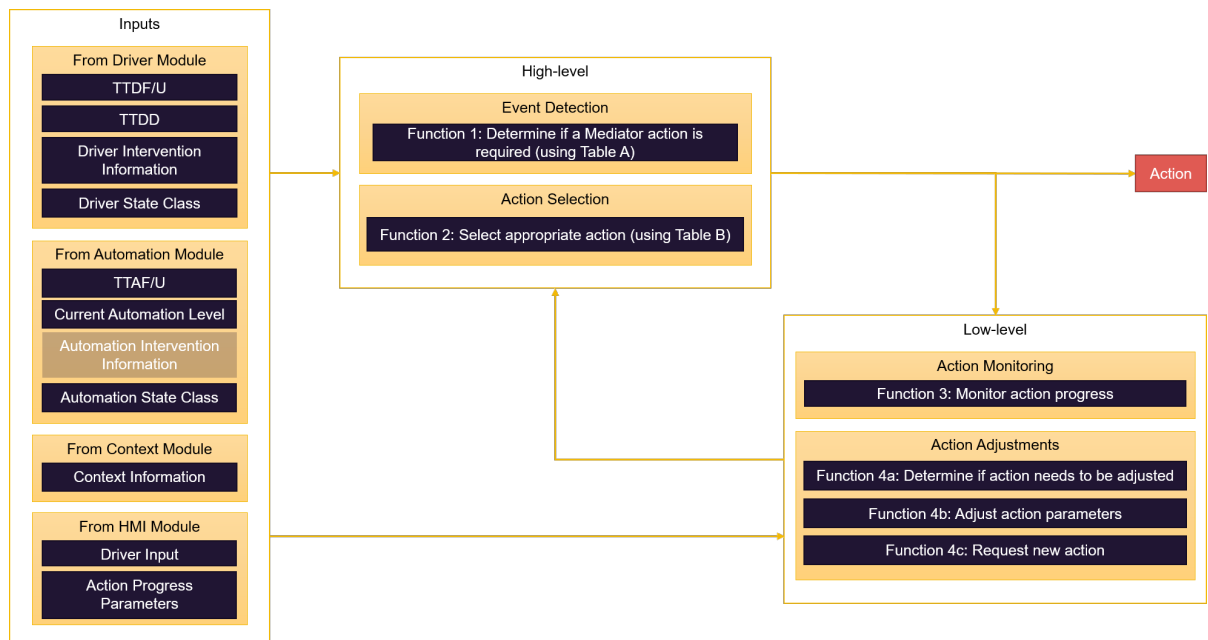 Inputs
From Driver Module
TTDF/U
TTDD
Driver Intervention
Information
Driver State Class
From Automation Module
TTAF/U
Current Automation Level
Automation Intervention
Information
Automation State Class
From Context Module
Context Information
From HMI Module
Driver Input
Action Progress
Parameters
High-level
Event Detection
Function 1: Determine if a Mediator action is
required (using Table A)
Action Selection
Function 2: Select appropriate action (using Table B)
Action
Low-level
Action Monitoring
Function 3: Monitor action progress
Action Adjustments
Function 4a: Determine if action needs to be adjusted
Function 4b: Adjust action parameters
Function 4c: Request new action